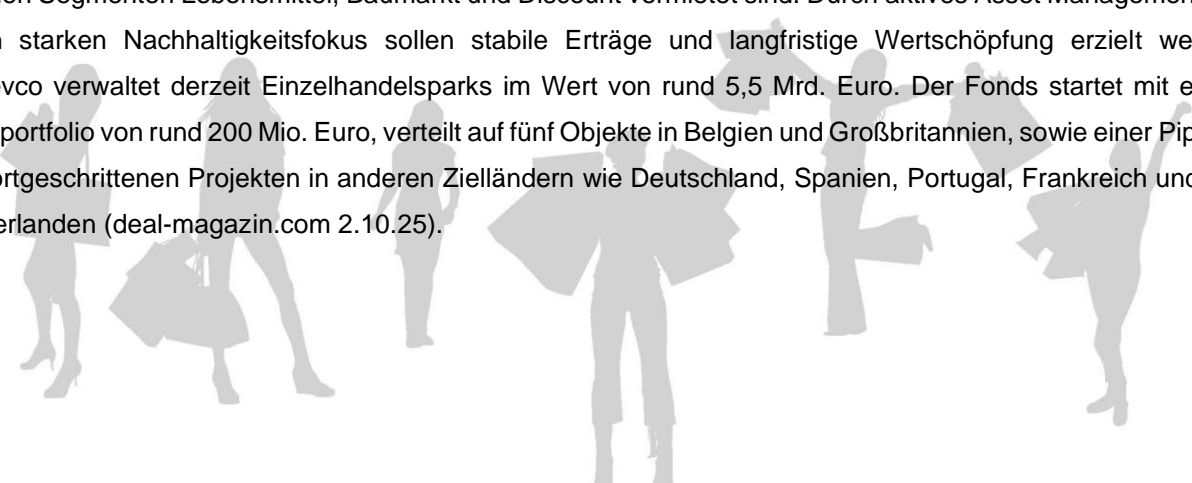 den Segmenten Lebensmittel, Baumarkt und Discount vermietet sind. Durch aktives Asset Managemen
n starken Nachhaltigkeitsfokus sollen stabile Erträge und langfristige Wertschöpfung erzielt we
evco verwaltet derzeit Einzelhandelsparks im Wert von rund 5,5 Mrd. Euro. Der Fonds startet mit e
portfolio von rund 200 Mio. Euro, verteilt auf fünf Objekte in Belgien und Großbritannien, sowie einer Pip
ortgeschrittenen Projekten in anderen Zielländern wie Deutschland, Spanien, Portugal, Frankreich und
erlanden (deal-magazin.com 2.10.25).